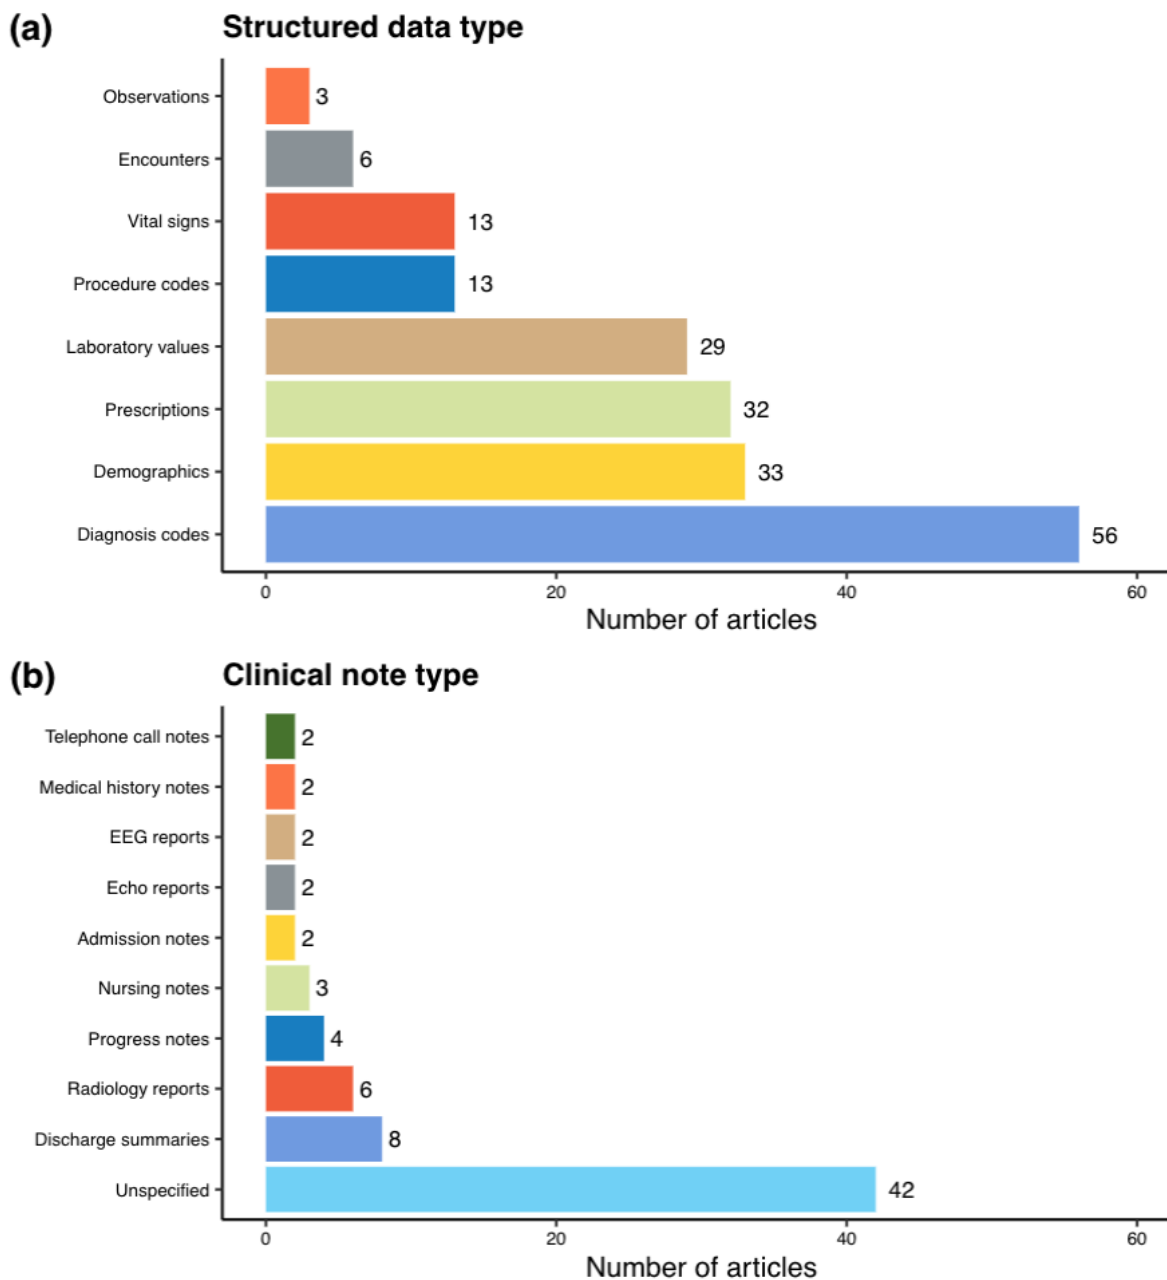 (a) Structured data type
Observations 3
Encounters 6
Vital signs 13
Procedure codes 13
Laboratory values 29
Prescriptions 32
Demographics 33
Diagnosis codes 56
0 20 40 60
Number of articles
(b) Clinical note type
Telephone call notes 2
Medical history notes 2
EEG reports 2
Echo reports 2
Admission notes 2
Nursing notes 3
Progress notes 4
Radiology reports 6
Discharge summaries 8
Unspecified 42
0 20 40 60
Number of articles